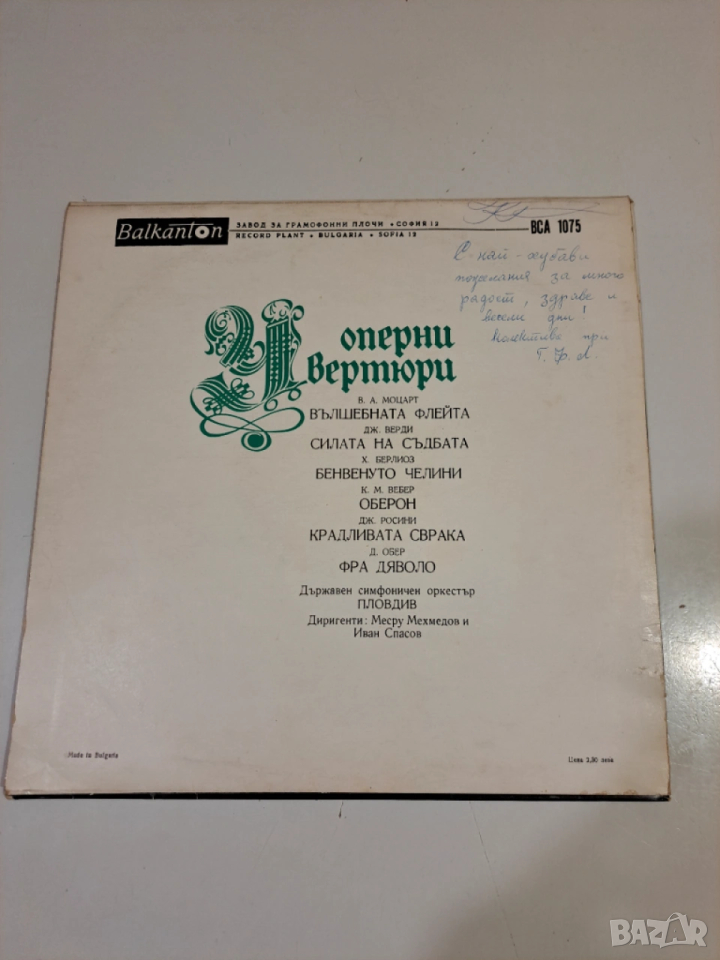 Balkanton
ЗАВОД ЗА ГРАМОФОННИ ПЛОЧИ • СОФИЯ 12
RECORD PLANT • BULGARIA • SOFIA 12
ВСА 1075
С най-хубави
пожелания за много
радост, здраве и
весели дни!
колектива при
оперни
Увертюри
В. А. МОЦАРТ
ВЪЛШЕБНАТА ФЛЕЙТА
ДЖ. ВЕРДИ
СИЛАТА НА СЪДБАТА
Х. БЕРЛИОЗ
БЕНВЕНУТО ЧЕЛИНИ
К. М. ВЕБЕР
ОБЕРОН
ДЖ. РОСИНИ
КРАДЛИВАТА СВРАКА
Д. ОБЕР
ФРА ДЯВОЛО
Държавен симфоничен оркестър
ПЛОВДИВ
Диригенти: Месру Мехмедов и
Иван Спасов
Made in Bulgaria
Цена 2,30 лева
BAZAR